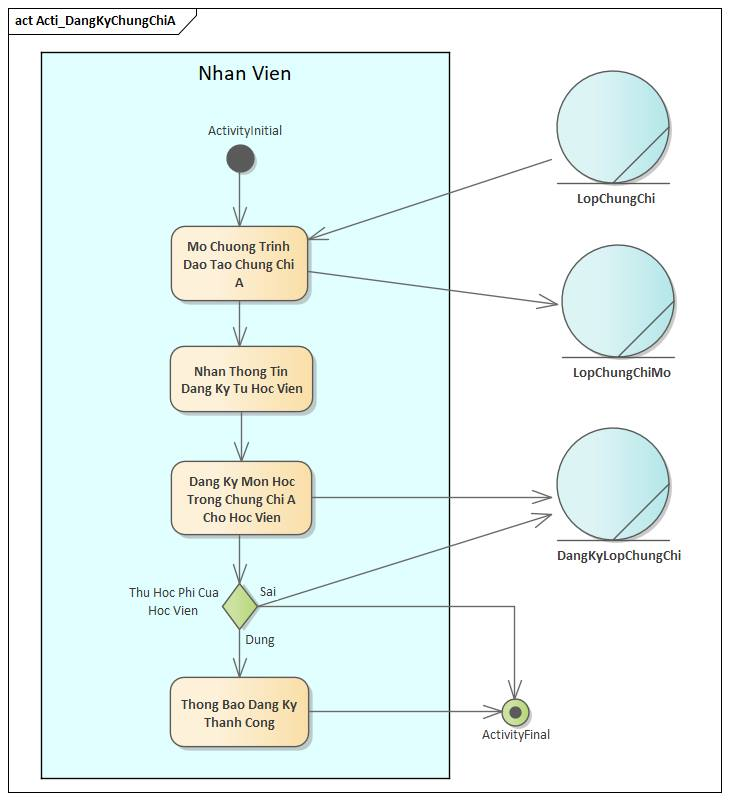 act Acti_DangKyChungChiA
Nhan Vien
ActivityInitial
LopChungChi
Mo Chuong Trinh
Dao Tao Chung Chi
A
LopChungChiMo
Nhan Thong Tin
Dang Ky Tu Hoc Vien
Dang Ky Mon Hoc
Trong Chung Chi A
Cho Hoc Vien
DangKyLopChungChi
Thu Hoc Phi Cua
Hoc Vien
Sai
Dung
Thong Bao Dang Ky
Thanh Cong
ActivityFinal